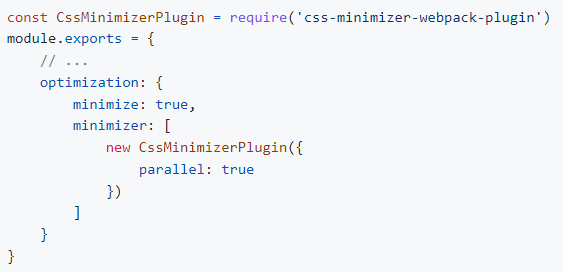 const CssMinimizerPlugin = require('css-minimizer-webpack-plugin')
module.exports = {
    // ...
    optimization: {
        minimize: true,
        minimizer: [
            new CssMinimizerPlugin({
                parallel: true
            })
        ]
    }
}